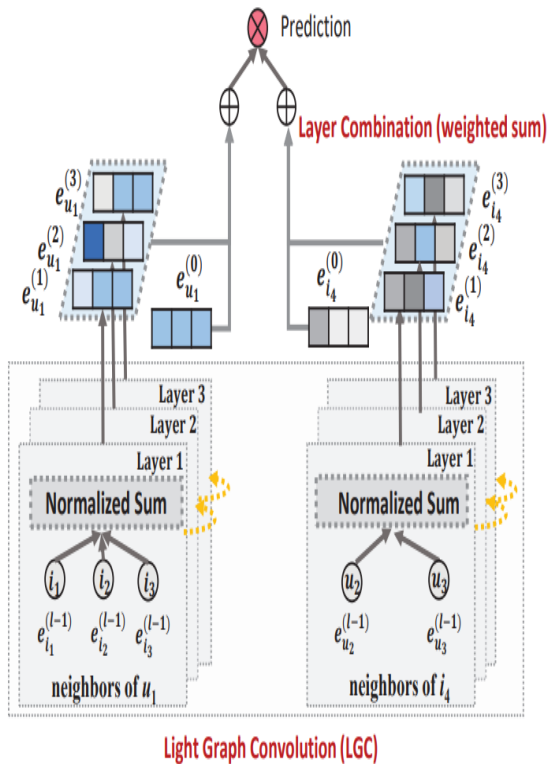 Prediction
Layer Combination (weighted sum)
e_{u_1}^{(3)}
e_{u_1}^{(2)}
e_{u_1}^{(1)}
e_{u_1}^{(0)}
e_{i_4}^{(0)}
e_{i_4}^{(3)}
e_{i_4}^{(2)}
e_{i_4}^{(1)}
Layer 3
Layer 2
Layer 1
Normalized Sum
i_1 i_2 i_3
e_{i_1}^{(l-1)} e_{i_2}^{(l-1)} e_{i_3}^{(l-1)}
neighbors of u_1
Layer 3
Layer 2
Layer 1
Normalized Sum
u_2 u_3
e_{u_2}^{(l-1)} e_{u_3}^{(l-1)}
neighbors of i_4
Light Graph Convolution (LGC)